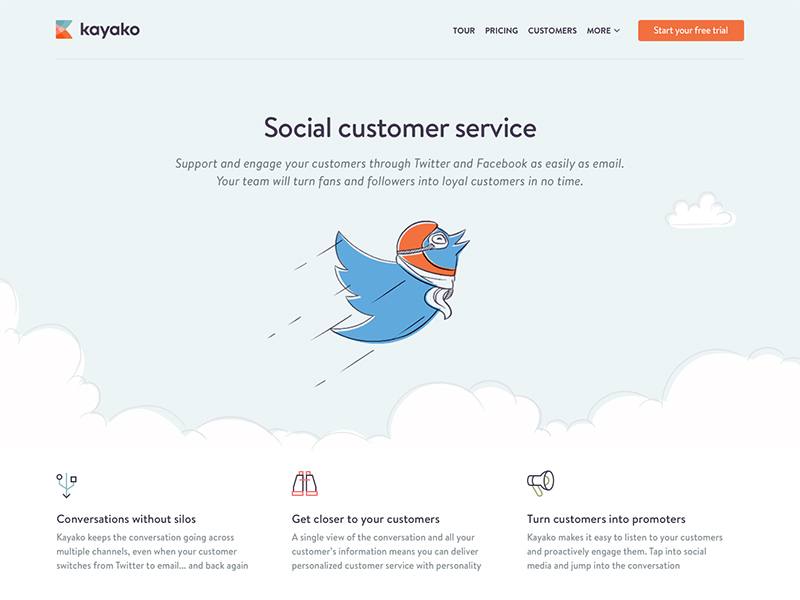 kayako
TOUR PRICING CUSTOMERS MORE
Start your free trial
Social customer service
Support and engage your customers through Twitter and Facebook as easily as email.
Your team will turn fans and followers into loyal customers in no time.
Conversations without silos
Kayako keeps the conversation going across
multiple channels, even when your customer
switches from Twitter to email... and back again
Get closer to your customers
A single view of the conversation and all your
customer's information means you can deliver
personalized customer service with personality
Turn customers into promoters
Kayako makes it easy to listen to your customers
and proactively engage them. Tap into social
media and jump into the conversation